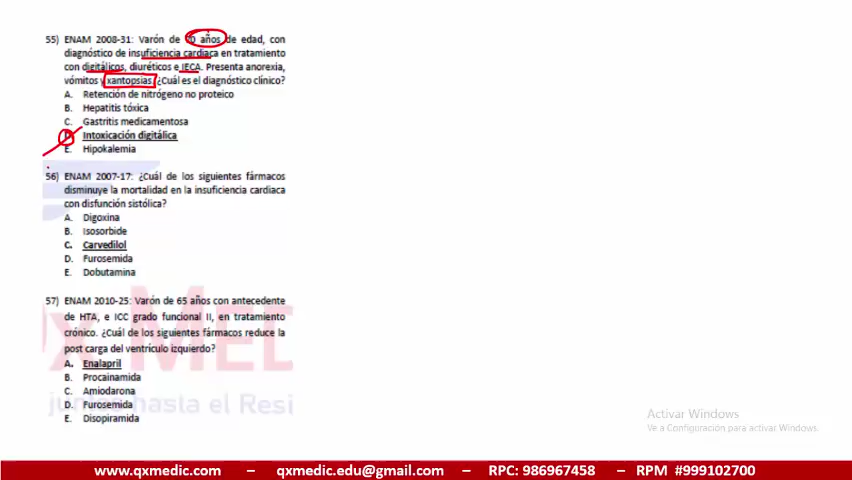 55) ENAM 2008-31: Varón de 0 años de edad, con
diagnóstico de insuficiencia cardiaca en tratamiento
con digitálicos, diuréticos e IECA. Presenta anorexia,
vómitos y xantopsias. ¿Cuál es el diagnóstico clínico?
A. Retención de nitrógeno no proteico
B. Hepatitis tóxica
C. Gastritis medicamentosa
D. Intoxicación digitálica
E. Hipokalemia
56) ENAM 2007-17: ¿Cuál de los siguientes fármacos
disminuye la mortalidad en la insuficiencia cardiaca
con disfunción sistólica?
A. Digoxina
B. Isosorbide
C. Carvedilol
D. Furosemida
E. Dobutamina
57) ENAM 2010-25: Varón de 65 años con antecedente
de HTA, e ICC grado funcional II, en tratamiento
crónico. ¿Cuál de los siguientes fármacos reduce la
post carga del ventrículo izquierdo?
A. Enalapril
B. Procainamida
C. Amiodarona
D. Furosemida
E. Disopiramida
x MED
hasta el Resi
Activar Windows
Ve a Configuración para activar Windows.
www.qxmedic.com – qxmedic.edu@gmail.com – RPC: 986967458 – RPM #999102700